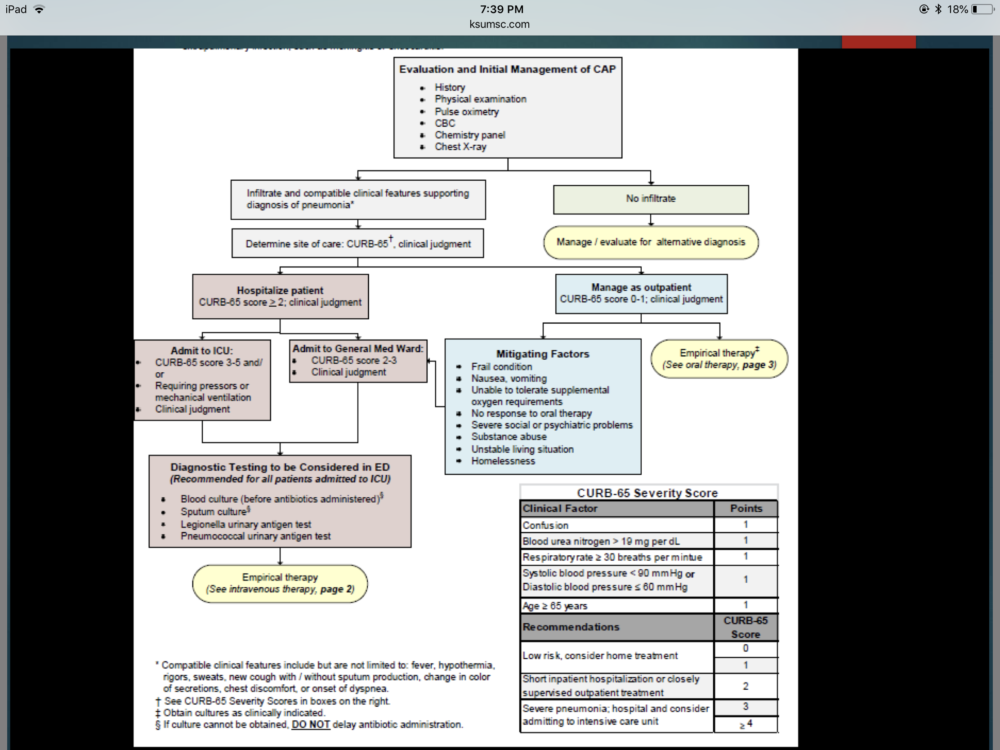 iPad
7:39 PM
18%
ksumsc.com
extrapulmonary infection, such as meningitis or endocarditis.
Evaluation and Initial Management of CAP
History
Physical examination
Pulse oximetry
CBC
Chemistry panel
Chest X-ray
Infiltrate and compatible clinical features supporting
diagnosis of pneumonia*
No infiltrate
Determine site of care: CURB-65†, clinical judgment
Manage / evaluate for alternative diagnosis
Hospitalize patient
CURB-65 score ≥ 2; clinical judgment
Manage as outpatient
CURB-65 score 0-1; clinical judgment
Admit to ICU:
CURB-65 score 3-5 and/
or
Requiring pressors or
mechanical ventilation
Clinical judgment
Admit to General Med Ward:
CURB-65 score 2-3
Clinical judgment
Mitigating Factors
Frail condition
Nausea, vomiting
Unable to tolerate supplemental
oxygen requirements
No response to oral therapy
Severe social or psychiatric problems
Substance abuse
Unstable living situation
Homelessness
Empirical therapy‡
(See oral therapy, page 3)
Diagnostic Testing to be Considered in ED
(Recommended for all patients admitted to ICU)
Blood culture (before antibiotics administered)§
Sputum culture§
Legionella urinary antigen test
Pneumococcal urinary antigen test
Empirical therapy
(See intravenous therapy, page 2)
CURB-65 Severity Score
Clinical Factor Points
Confusion 1
Blood urea nitrogen > 19 mg per dL 1
Respiratory rate ≥ 30 breaths per mintue 1
Systolic blood pressure < 90 mmHg or
Diastolic blood pressure ≤ 60 mmHg 1
Age ≥ 65 years 1
Recommendations CURB-65
Score
Low risk, consider home treatment 0
1
Short inpatient hospitalization or closely
supervised outpatient treatment 2
Severe pneumonia; hospital and consider
admitting to intensive care unit 3
≥ 4
* Compatible clinical features include but are not limited to: fever, hypothermia,
rigors, sweats, new cough with / without sputum production, change in color
of secretions, chest discomfort, or onset of dyspnea.
† See CURB-65 Severity Scores in boxes on the right.
‡ Obtain cultures as clinically indicated.
§ If culture cannot be obtained, DO NOT delay antibiotic administration.